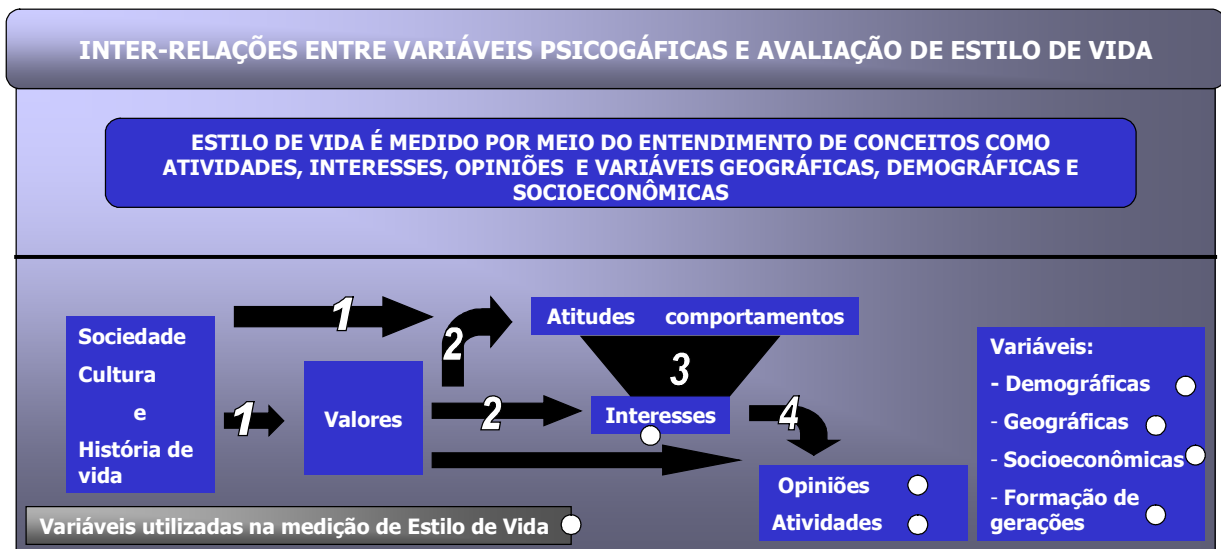 INTER-RELAÇÕES ENTRE VARIÁVEIS PSICOGÁFICAS E AVALIAÇÃO DE ESTILO DE VIDA
ESTILO DE VIDA É MEDIDO POR MEIO DO ENTENDIMENTO DE CONCEITOS COMO
ATIVIDADES, INTERESSES, OPINIÕES E VARIÁVEIS GEOGRÁFICAS, DEMOGRÁFICAS E
SOCIOECONÔMICAS
Sociedade
Cultura
e
História de
vida
1
1
Valores
2
2
Atitudes comportamentos
3
Interesses
4
Opiniões
Atividades
Variáveis:
- Demográficas
- Geográficas
- Socioeconômicas
- Formação de
gerações
Variáveis utilizadas na medição de Estilo de Vida